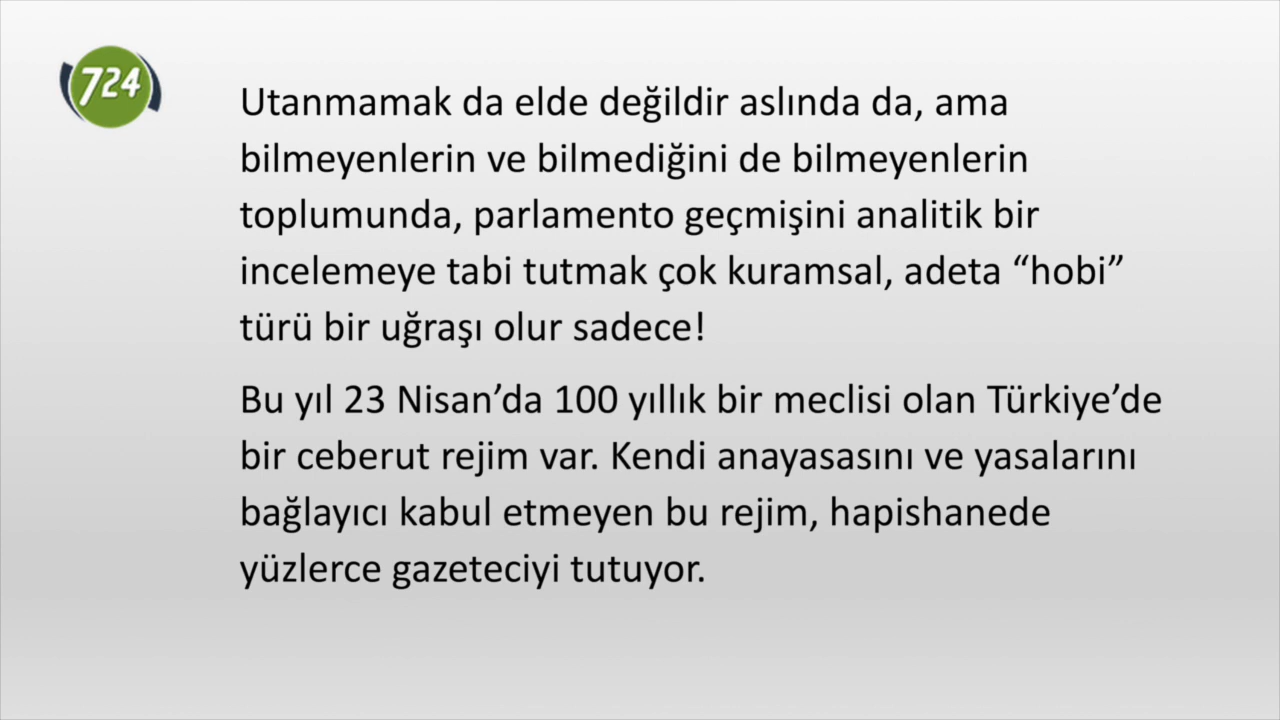 724
Utanmamak da elde değildir aslında da, ama
bilmeyenlerin ve bilmediğini de bilmeyenlerin
toplumunda, parlamento geçmişini analitik bir
incelemeye tabi tutmak çok kuramsal, adeta “hobi”
türü bir uğraşı olur sadece!
Bu yıl 23 Nisan’da 100 yıllık bir meclisi olan Türkiye’de
bir ceberut rejim var. Kendi anayasasını ve yasalarını
bağlayıcı kabul etmeyen bu rejim, hapishanede
yüzlerce gazeteciyi tutuyor.